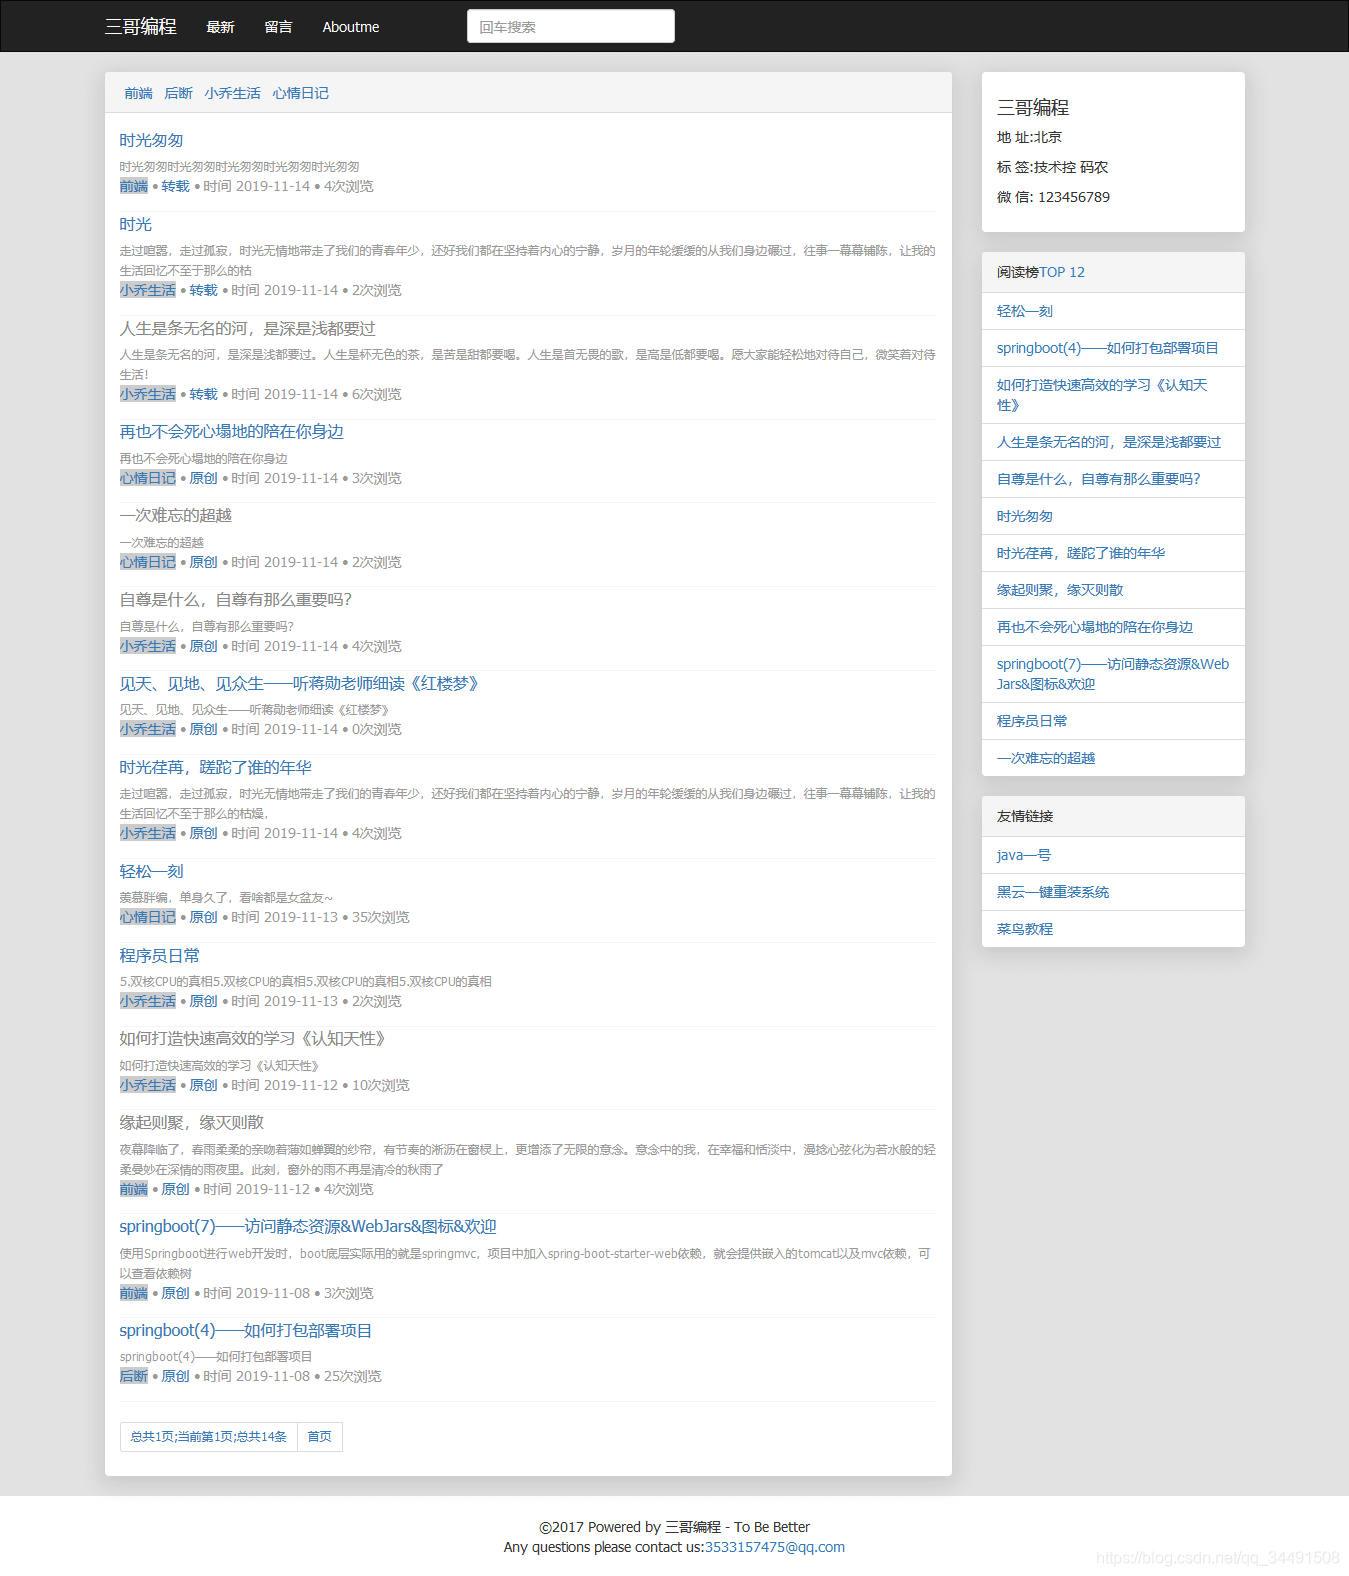 三哥编程 最新 留言 Aboutme 回车搜索
前端 后断 小乔生活 心情日记
时光匆匆
时光匆匆时光匆匆时光匆匆时光匆匆时光匆匆
前端 • 转载 • 时间 2019-11-14 • 4次浏览
时光
走过喧嚣，走过孤寂，时光无情地带走了我们的青春年少，还好我们都在坚持着内心的宁静，岁月的年轮缓缓的从我们身边碾过，往事一幕幕铺陈，让我的
生活回忆不至于那么的枯
小乔生活 • 转载 • 时间 2019-11-14 • 2次浏览
人生是条无名的河，是深是浅都要过
人生是条无名的河，是深是浅都要过。人生是杯无色的茶，是苦是甜都要喝。人生是首无畏的歌，是高是低都要喝。愿大家能轻松地对待自己，微笑着对待
生活！
小乔生活 • 转载 • 时间 2019-11-14 • 6次浏览
再也不会死心塌地的陪在你身边
再也不会死心塌地的陪在你身边
心情日记 • 原创 • 时间 2019-11-14 • 3次浏览
一次难忘的超越
一次难忘的超越
心情日记 • 原创 • 时间 2019-11-14 • 2次浏览
自尊是什么，自尊有那么重要吗？
自尊是什么，自尊有那么重要吗？
小乔生活 • 原创 • 时间 2019-11-14 • 4次浏览
见天、见地、见众生——听蒋勋老师细读《红楼梦》
见天、见地、见众生——听蒋勋老师细读《红楼梦》
小乔生活 • 原创 • 时间 2019-11-14 • 0次浏览
时光荏苒，蹉跎了谁的年华
走过喧嚣，走过孤寂，时光无情地带走了我们的青春年少，还好我们都在坚持着内心的宁静，岁月的年轮缓缓的从我们身边碾过，往事一幕幕铺陈，让我的
生活回忆不至于那么的枯燥，
小乔生活 • 原创 • 时间 2019-11-14 • 4次浏览
轻松一刻
羡慕胖编，单身久了，看啥都是女盆友~
心情日记 • 原创 • 时间 2019-11-13 • 35次浏览
程序员日常
5.双核CPU的真相5.双核CPU的真相5.双核CPU的真相5.双核CPU的真相
小乔生活 • 原创 • 时间 2019-11-13 • 2次浏览
如何打造快速高效的学习《认知天性》
如何打造快速高效的学习《认知天性》
小乔生活 • 原创 • 时间 2019-11-12 • 10次浏览
缘起则聚，缘灭则散
夜幕降临了，春雨柔柔的亲吻着薄如蝉翼的纱帘，有节奏的淅沥在窗棂上，更增添了无限的意念。意念中的我，在幸福和恬淡中，漫捻心弦化为若水般的轻
柔曼妙在深情的雨夜里。此刻，窗外的雨不再是清冷的秋雨了
前端 • 原创 • 时间 2019-11-12 • 4次浏览
springboot(7)——访问静态资源&WebJars&图标&欢迎
使用Springboot进行web开发时，boot底层实际用的就是springmvc，项目中加入spring-boot-starter-web依赖，就会提供嵌入的tomcat以及mvc依赖，可
以查看依赖树
前端 • 原创 • 时间 2019-11-08 • 3次浏览
springboot(4)——如何打包部署项目
springboot(4)——如何打包部署项目
后断 • 原创 • 时间 2019-11-08 • 25次浏览
总共1页;当前第1页;总共14条 首页
三哥编程
地 址:北京
标 签:技术控 码农
微 信: 123456789
阅读榜TOP 12
轻松一刻
springboot(4)——如何打包部署项目
如何打造快速高效的学习《认知天
性》
人生是条无名的河，是深是浅都要过
自尊是什么，自尊有那么重要吗？
时光匆匆
时光荏苒，蹉跎了谁的年华
缘起则聚，缘灭则散
再也不会死心塌地的陪在你身边
springboot(7)——访问静态资源&Web
Jars&图标&欢迎
程序员日常
一次难忘的超越
友情链接
java一号
黑云一键重装系统
菜鸟教程
©2017 Powered by 三哥编程 - To Be Better
Any questions please contact us:3533157475@qq.com
https://blog.csdn.net/qq_34491508